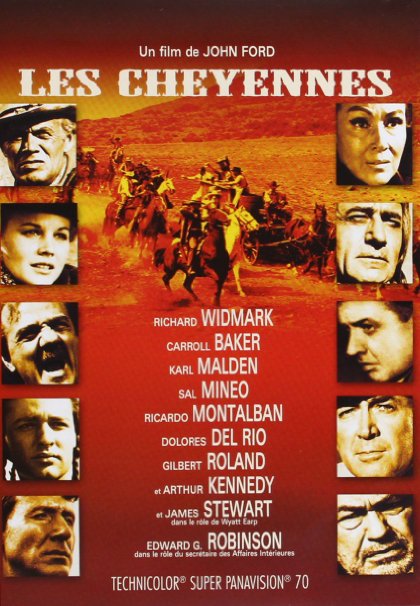 Un film de JOHN FORD
LES CHEYENNES
RICHARD WIDMARK
CARROLL BAKER
KARL MALDEN
SAL MINEO
RICARDO MONTALBAN
DOLORES DEL RIO
GILBERT ROLAND
et ARTHUR KENNEDY
et JAMES STEWART
dans le rôle de Wyatt Earp
EDWARD G. ROBINSON
dans le rôle du secrétaire des Affaires Intérieures
TECHNICOLOR® SUPER PANAVISION® 70